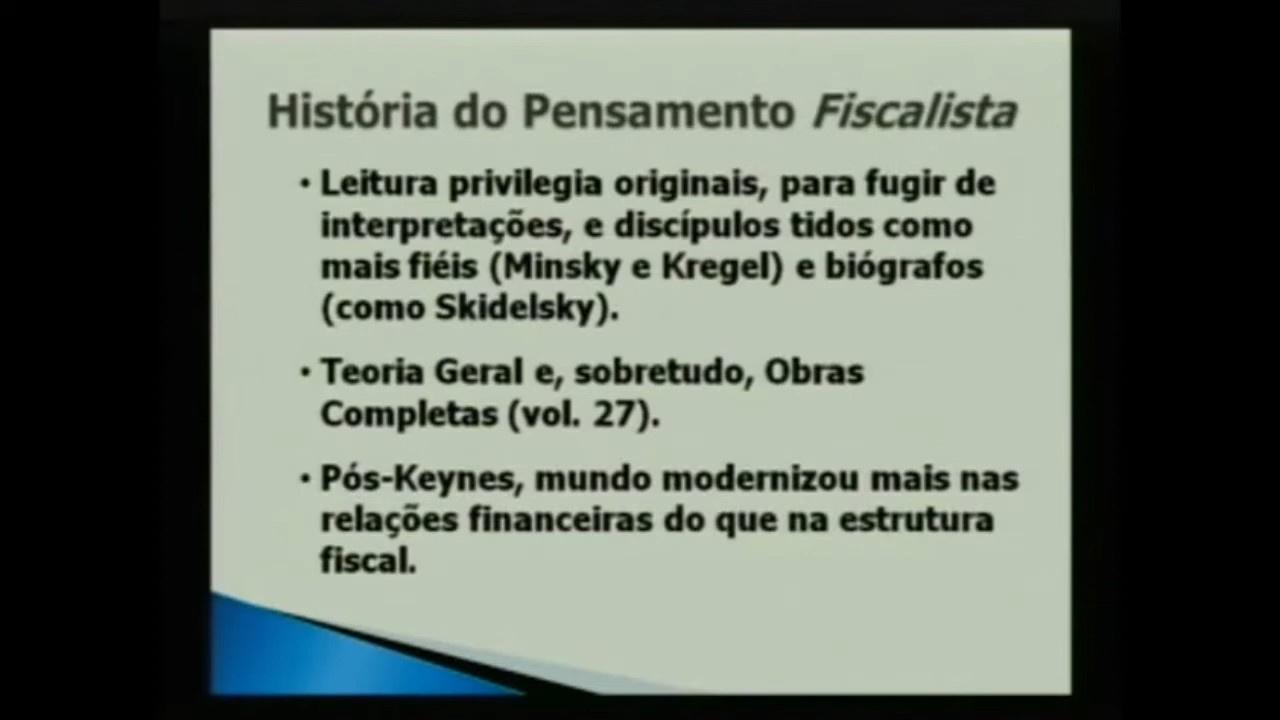 História do Pensamento Fiscalista
• Leitura privilegia originais, para fugir de
interpretações, e discípulos tidos como
mais fiéis (Minsky e Kregel) e biógrafos
(como Skidelsky).
• Teoria Geral e, sobretudo, Obras
Completas (vol. 27).
• Pós-Keynes, mundo modernizou mais nas
relações financeiras do que na estrutura
fiscal.